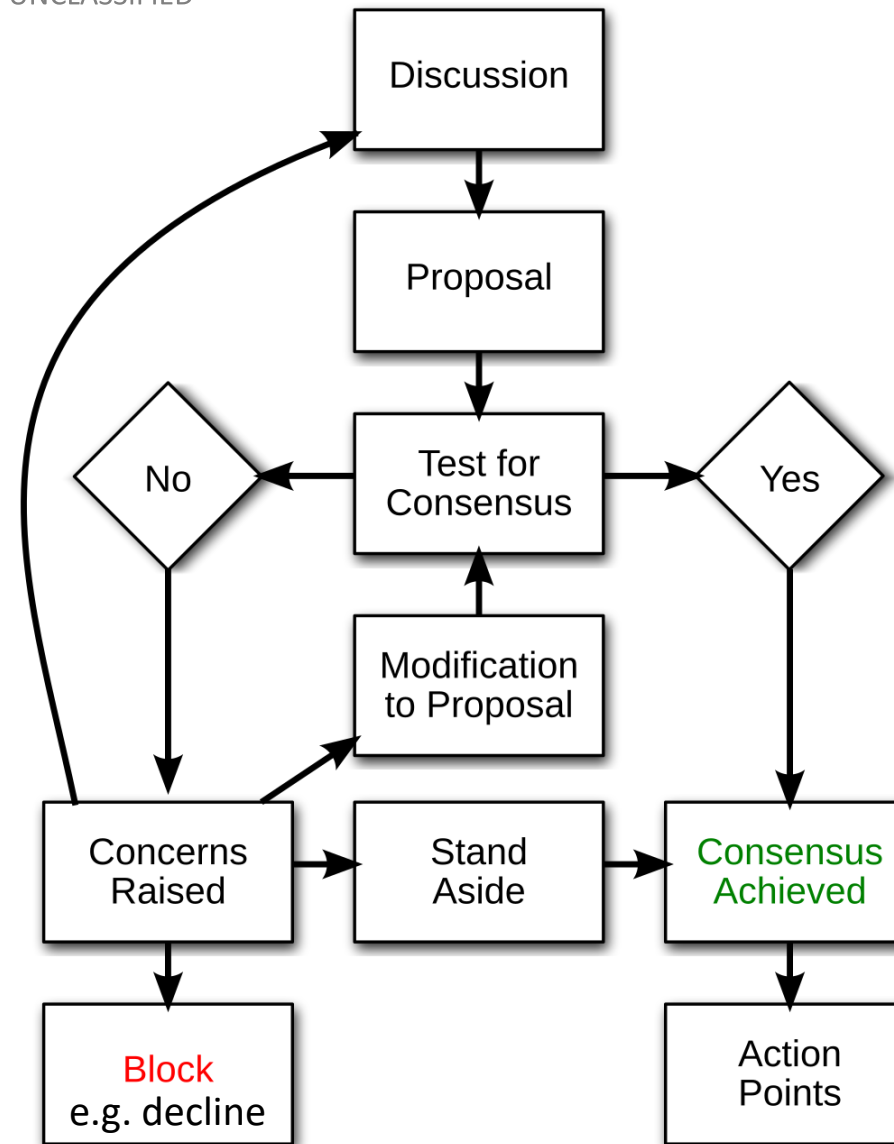 UNCLASSIFIED
Discussion
Proposal
No
Test for
Consensus
Yes
Modification
to Proposal
Concerns
Raised
Stand
Aside
Consensus
Achieved
Block
e.g. decline
Action
Points